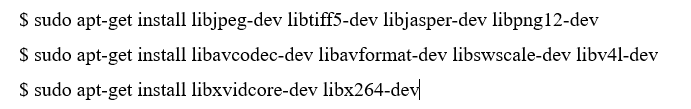 $ sudo apt-get install libjpeg-dev libtiff5-dev libjasper-dev libpng12-dev
$ sudo apt-get install libavcodec-dev libavformat-dev libswscale-dev libv4l-dev
$ sudo apt-get install libxvidcore-dev libx264-dev